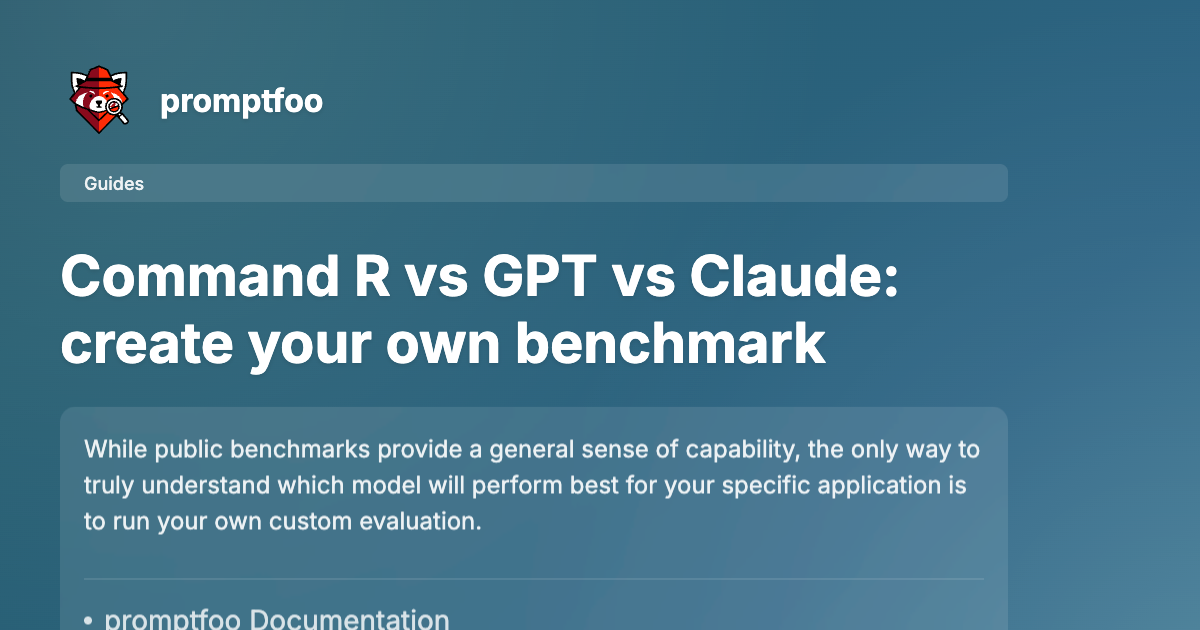 promptfoo
Guides
Command R vs GPT vs Claude:
create your own benchmark
While public benchmarks provide a general sense of capability, the only way to
truly understand which model will perform best for your specific application is
to run your own custom evaluation.
• promptfoo Documentation